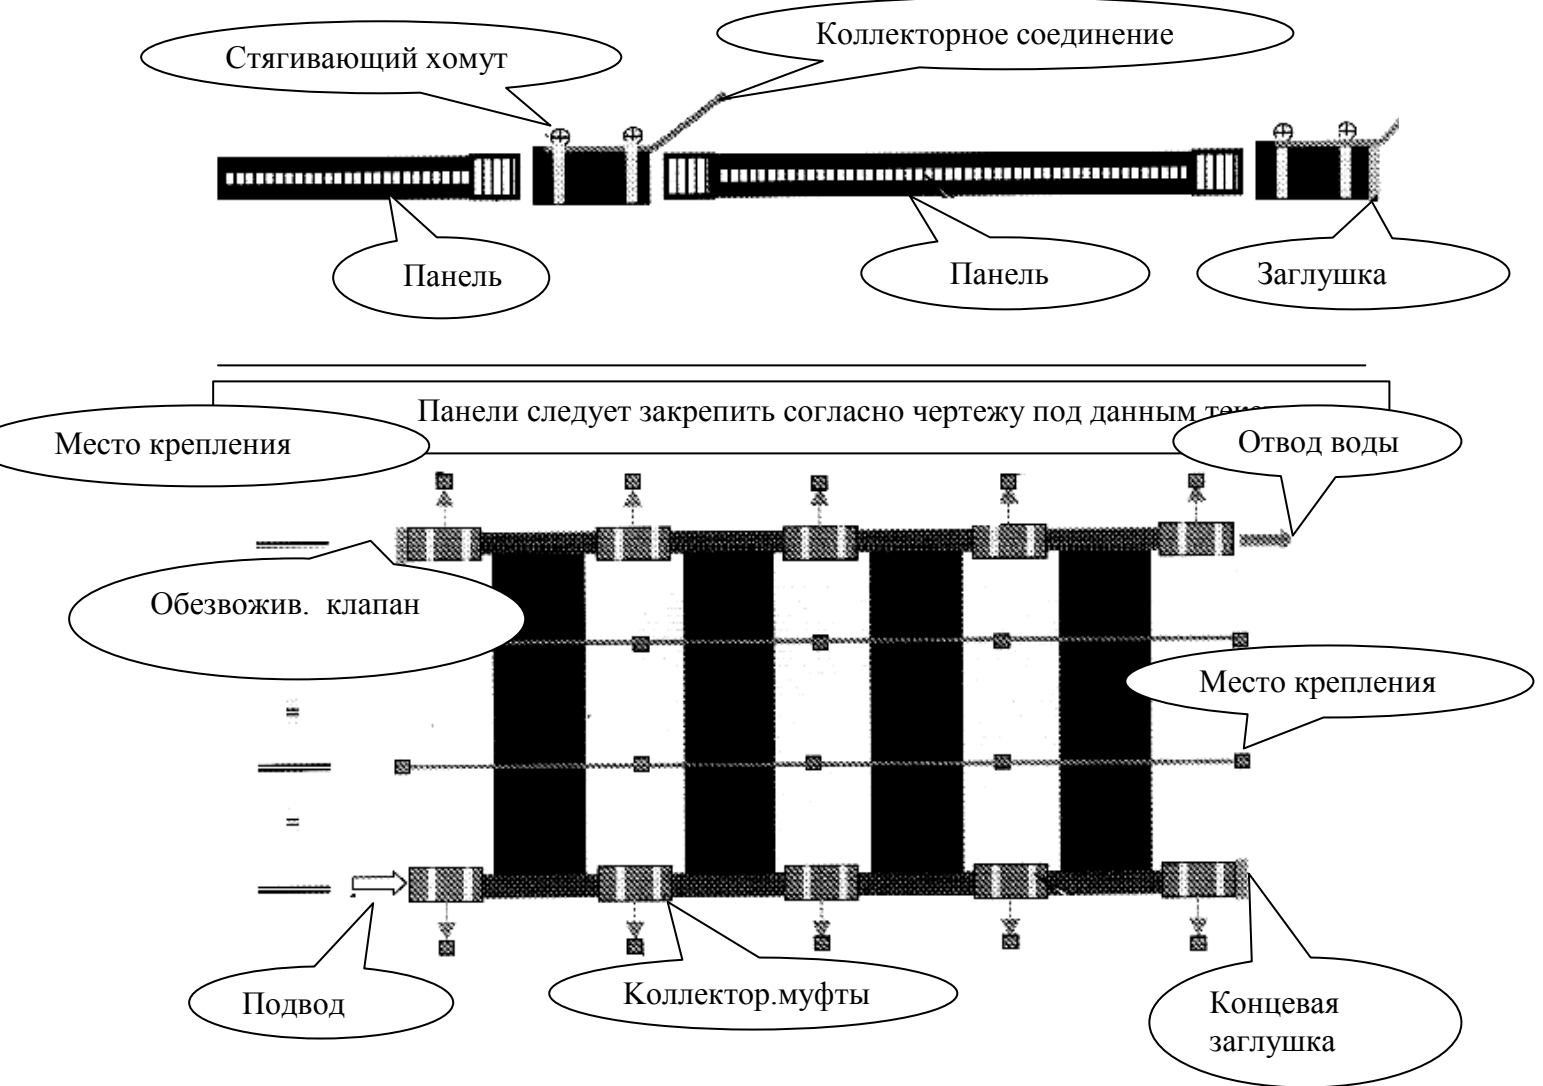 Стягивающий хомут
Коллекторное соединение
Панель
Панель
Заглушка
Панели следует закрепить согласно чертежу под данным
Место крепления
Отвод воды
Обезвожив. клапан
Место крепления
Подвод
Коллектор.муфты
Концевая
заглушка